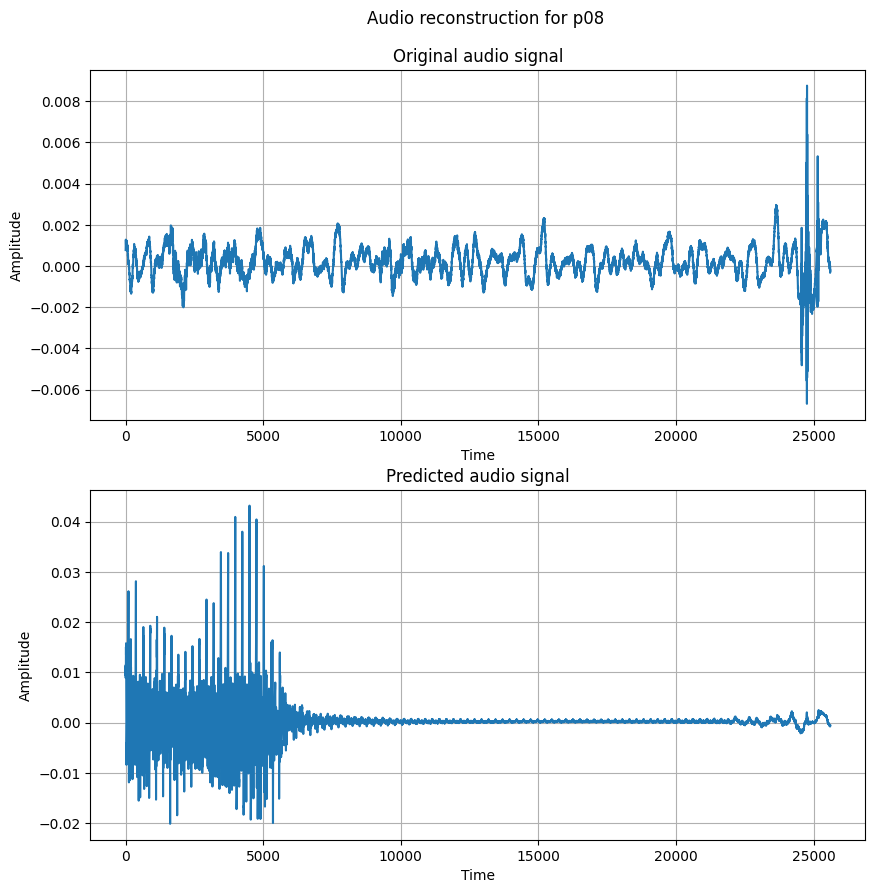 Audio reconstruction for p08
Original audio signal
0.008
0.006
0.004
0.002
0.000
−0.002
−0.004
−0.006
Amplitude
0 5000 10000 15000 20000 25000
Time
Predicted audio signal
0.04
0.03
0.02
0.01
0.00
−0.01
−0.02
Amplitude
0 5000 10000 15000 20000 25000
Time